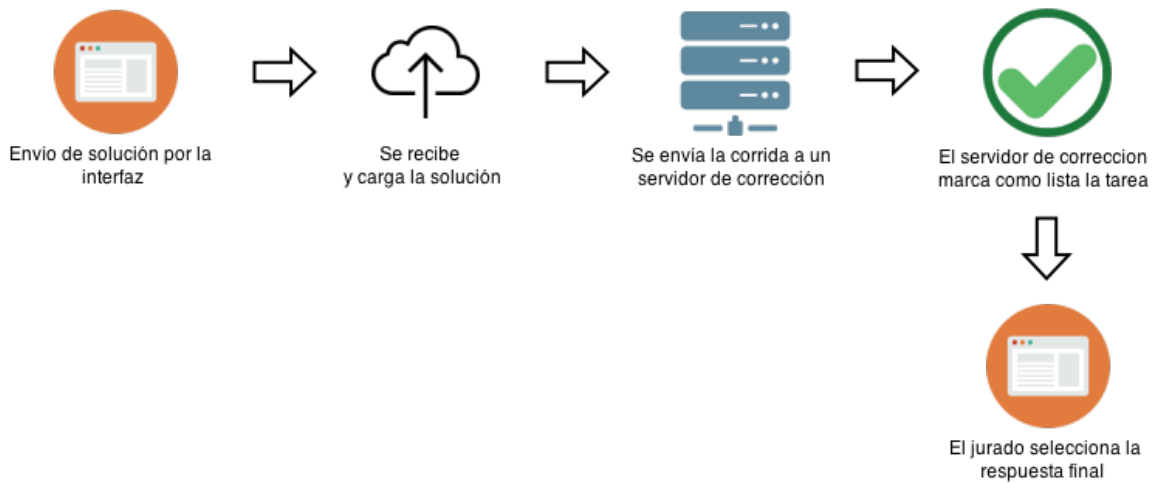 Envío de solución por la
interfaz
Se recibe
y carga la solución
Se envia la corrida a un
servidor de corrección
El servidor de correccion
marca como lista la tarea
El jurado selecciona la
respuesta final